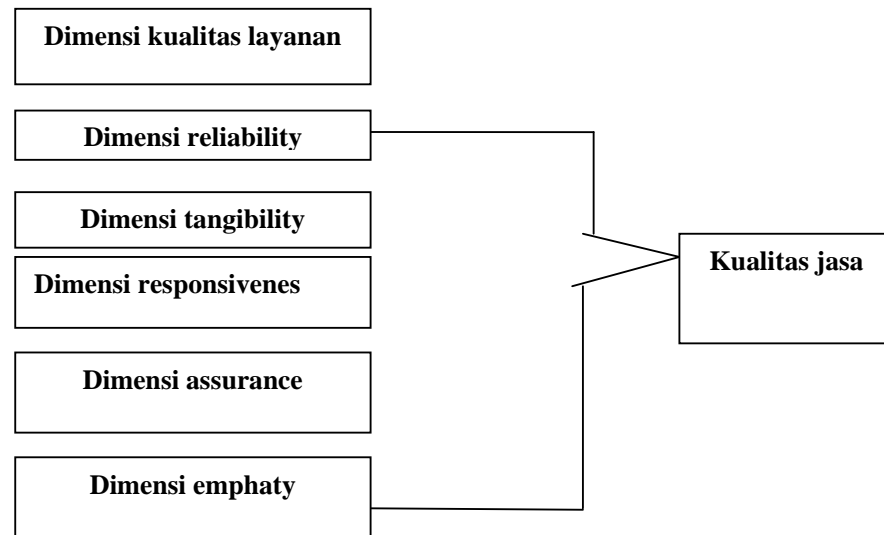 Dimensi kualitas layanan
Dimensi reliability
Dimensi tangibility
Dimensi responsivenes
Dimensi assurance
Dimensi emphaty
Kualitas jasa